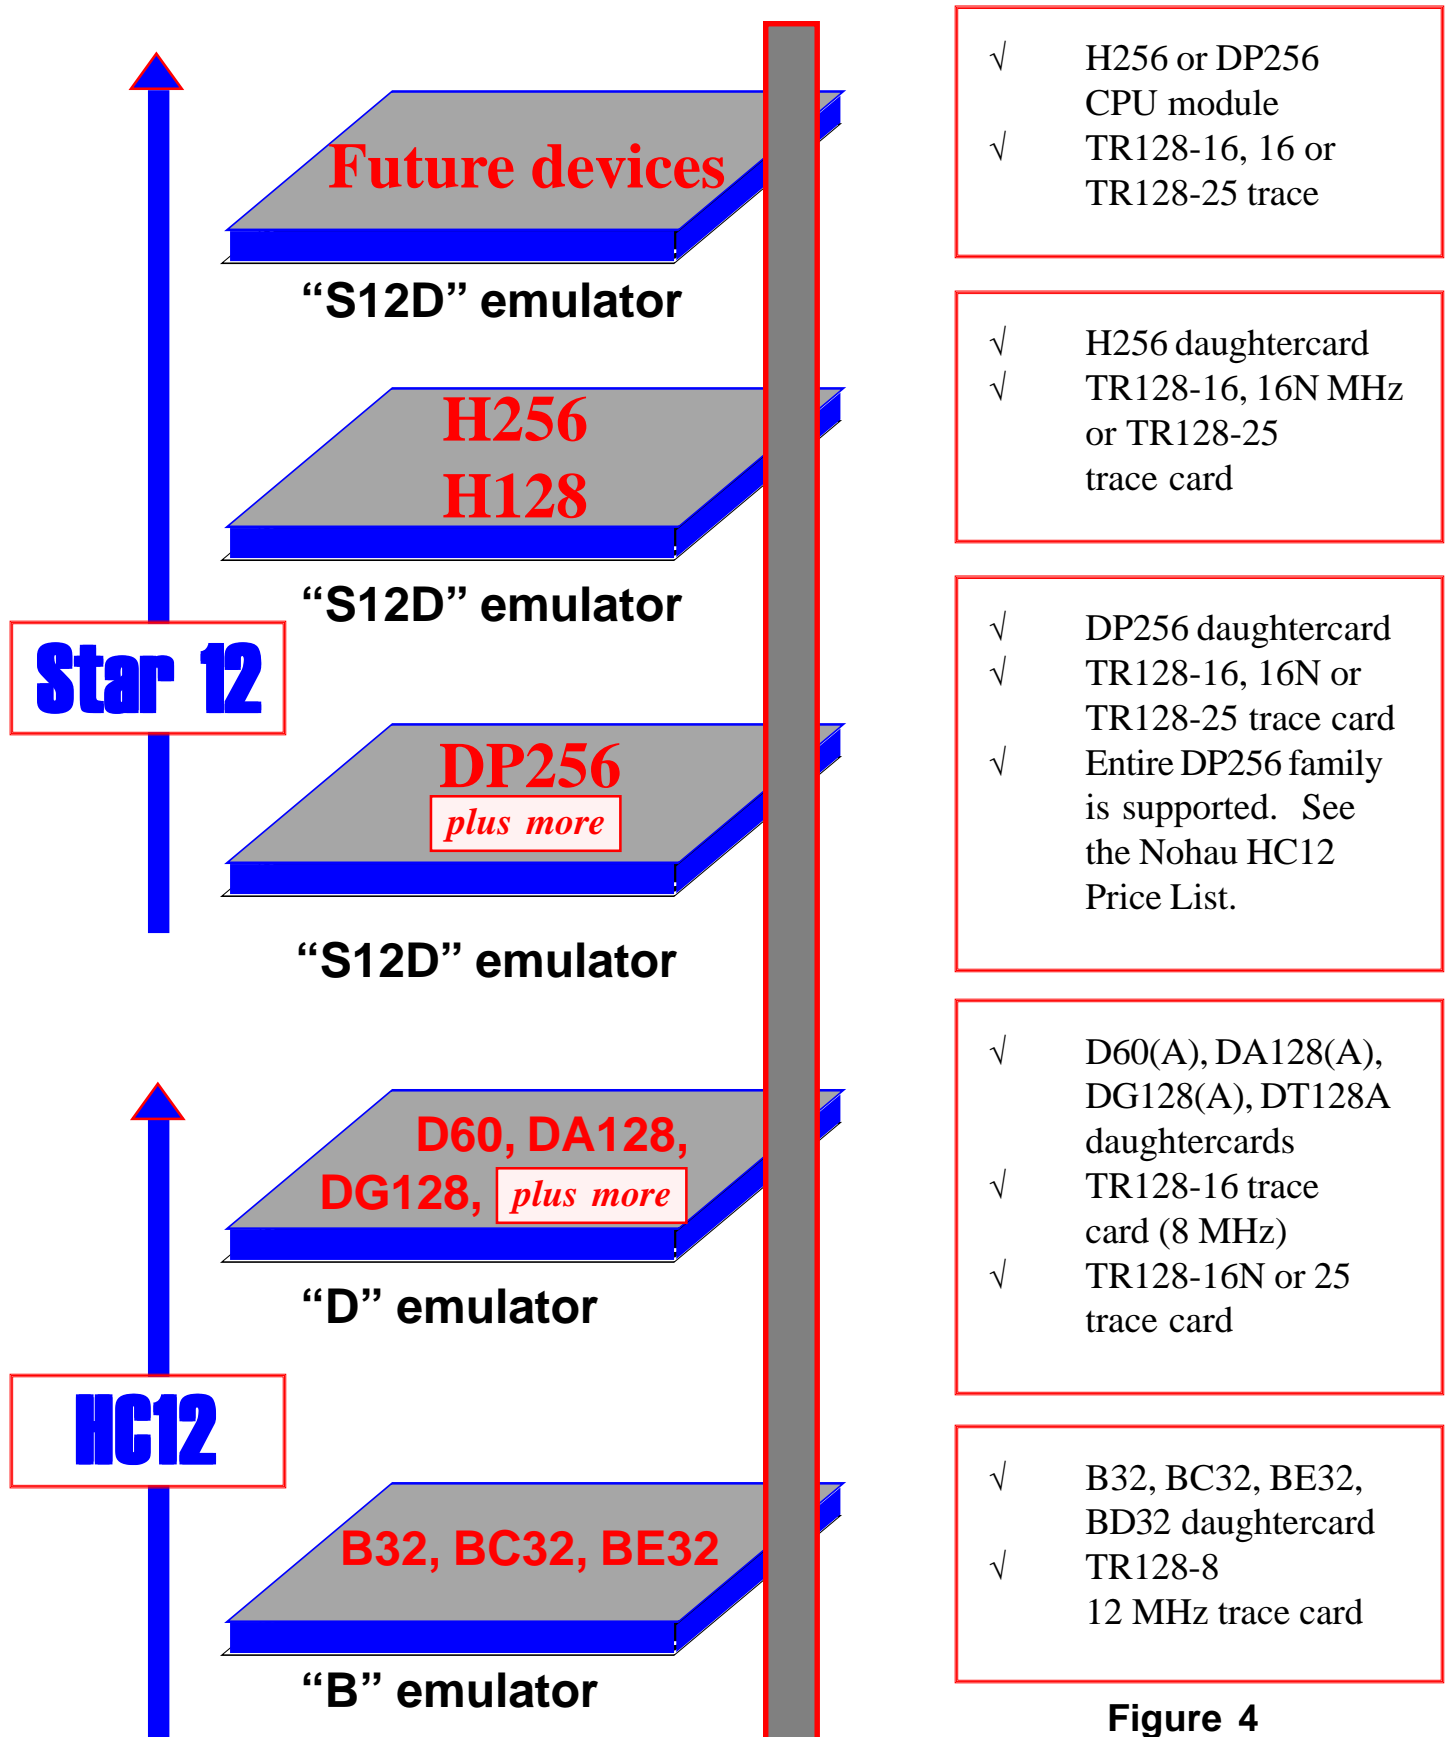 Future devices
“S12D” emulator
√ H256 or DP256
CPU module
√ TR128-16, 16 or
TR128-25 trace
H256
H128
“S12D” emulator
√ H256 daughtercard
√ TR128-16, 16N MHz
or TR128-25
trace card
Star 12
DP256
plus more
“S12D” emulator
√ DP256 daughtercard
√ TR128-16, 16N or
TR128-25 trace card
√ Entire DP256 family
is supported. See
the Nohau HC12
Price List.
D60, DA128,
DG128, plus more
“D” emulator
√ D60(A), DA128(A),
DG128(A), DT128A
daughtercards
√ TR128-16 trace
card (8 MHz)
√ TR128-16N or 25
trace card
HC12
B32, BC32, BE32
“B” emulator
√ B32, BC32, BE32,
BD32 daughtercard
√ TR128-8
12 MHz trace card
Figure 4